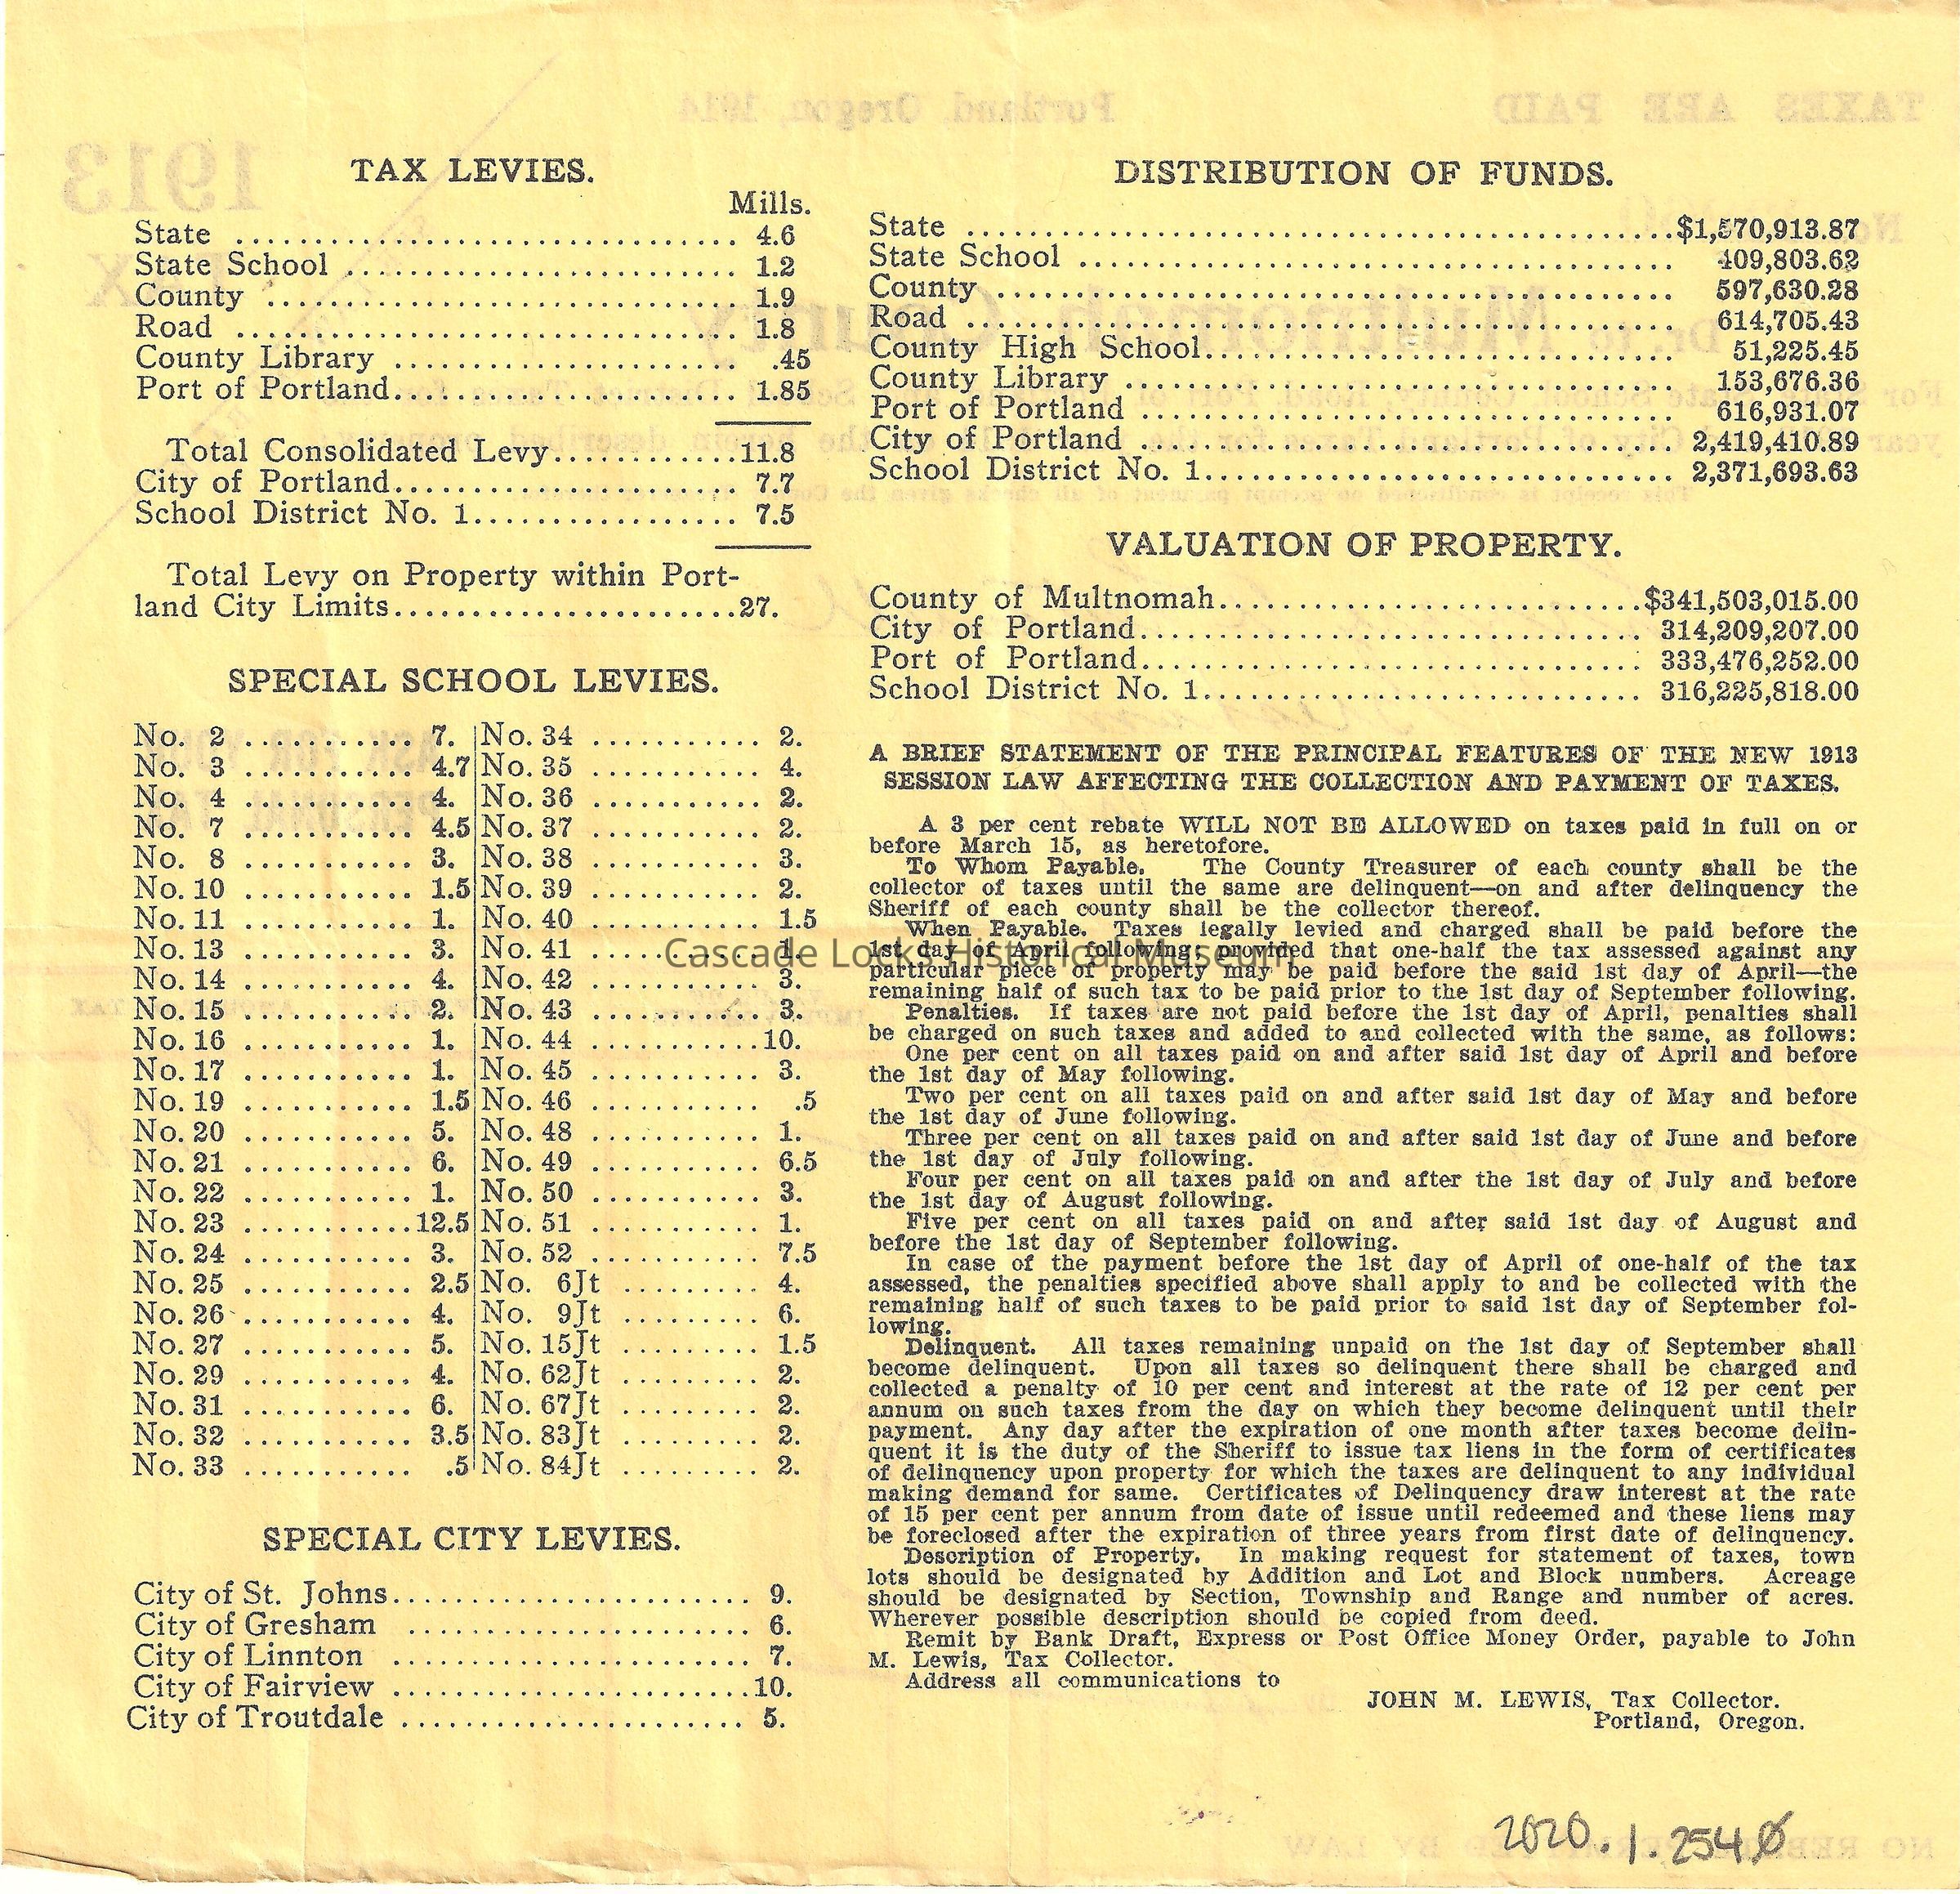 TAX LEVIES.
Mills.
State .................................. 4.6
State School ......................... 1.2
County ................................ 1.9
Road .................................. 1.8
County Library ...................... .45
Port of Portland...................... 1.85
Total Consolidated Levy............11.8
City of Portland...................... 7.7
School District No. 1................. 7.5
Total Levy on Property within Port-
land City Limits......................27.
SPECIAL SCHOOL LEVIES.
No. 2 ........... 7.
No. 3 ........... 4.7
No. 4 ........... 4.
No. 7 ........... 4.5
No. 8 ........... 3.
No. 10 ........... 1.5
No. 11 ........... 1.
No. 13 ........... 3.
No. 14 ........... 4.
No. 15 ........... 2.
No. 16 ........... 1.
No. 17 ........... 1.
No. 19 ........... 1.5
No. 20 ........... 5.
No. 21 ........... 6.
No. 22 ........... 1.
No. 23 ...........12.5
No. 24 ........... 3.
No. 25 ........... 2.5
No. 26 ........... 4.
No. 27 ........... 5.
No. 29 ........... 4.
No. 31 ........... 6.
No. 32 ........... 3.5
No. 33 ........... .5
No. 34 ........... 2.
No. 35 ........... 4.
No. 36 ........... 2.
No. 37 ........... 2.
No. 38 ........... 3.
No. 39 ........... 2.
No. 40 ........... 1.5
No. 41 ........... 1.
No. 42 ........... 3.
No. 43 ........... 3.
No. 44 ...........10.
No. 45 ........... 3.
No. 46 ........... .5
No. 48 ........... 1.
No. 49 ........... 6.5
No. 50 ........... 3.
No. 51 ........... 1.
No. 52 ........... 7.5
No. 6Jt ......... 4.
No. 9Jt ......... 6.
No. 15Jt ......... 1.5
No. 62Jt ......... 2.
No. 67Jt ......... 2.
No. 83Jt ......... 2.
No. 84Jt ......... 2.
SPECIAL CITY LEVIES.
City of St. Johns....................... 9.
City of Gresham ...................... 6.
City of Linnton ....................... 7.
City of Fairview .......................10.
City of Troutdale ...................... 5.
DISTRIBUTION OF FUNDS.
State ..............................................$1,570,913.87
State School ...................................... 409,803.62
County ............................................ 597,630.28
Road .............................................. 614,705.43
County High School............................... 51,225.45
County Library ................................... 153,676.36
Port of Portland .................................. 616,931.07
City of Portland .................................. 2,419,410.89
School District No. 1.............................. 2,371,693.63
VALUATION OF PROPERTY.
County of Multnomah...........................$341,503,015.00
City of Portland................................. 314,209,207.00
Port of Portland................................. 333,476,252.00
School District No. 1............................ 316,225,818.00
A BRIEF STATEMENT OF THE PRINCIPAL FEATURES OF THE NEW 1913
SESSION LAW AFFECTING THE COLLECTION AND PAYMENT OF TAXES.
A 3 per cent rebate WILL NOT BE ALLOWED on taxes paid in full on or
before March 15, as heretofore.
To Whom Payable. The County Treasurer of each county shall be the
collector of taxes until the same are delinquent—on and after delinquency the
Sheriff of each county shall be the collector thereof.
When Payable. Taxes legally levied and charged shall be paid before the
1st day of April following; provided that one-half the tax assessed against any
particular piece of property may be paid before the said 1st day of April—the
remaining half of such tax to be paid prior to the 1st day of September following.
Penalties. If taxes are not paid before the 1st day of April, penalties shall
be charged on such taxes and added to and collected with the same, as follows:
One per cent on all taxes paid on and after said 1st day of April and before
the 1st day of May following.
Two per cent on all taxes paid on and after said 1st day of May and before
the 1st day of June following.
Three per cent on all taxes paid on and after said 1st day of June and before
the 1st day of July following.
Four per cent on all taxes paid on and after the 1st day of July and before
the 1st day of August following.
Five per cent on all taxes paid on and after said 1st day of August and
before the 1st day of September following.
In case of the payment before the 1st day of April of one-half of the tax
assessed, the penalties specified above shall apply to and be collected with the
remaining half of such taxes to be paid prior to said 1st day of September fol-
lowing.
Delinquent. All taxes remaining unpaid on the 1st day of September shall
become delinquent. Upon all taxes so delinquent there shall be charged and
collected a penalty of 10 per cent and interest at the rate of 12 per cent per
annum on such taxes from the day on which they become delinquent until their
payment. Any day after the expiration of one month after taxes become delin-
quent it is the duty of the Sheriff to issue tax liens in the form of certificates
of delinquency upon property for which the taxes are delinquent to any individual
making demand for same. Certificates of Delinquency draw interest at the rate
of 15 per cent per annum from date of issue until redeemed and these liens may
be foreclosed after the expiration of three years from first date of delinquency.
Description of Property. In making request for statement of taxes, town
lots should be designated by Addition and Lot and Block numbers. Acreage
should be designated by Section, Township and Range and number of acres.
Wherever possible description should be copied from deed.
Remit by Bank Draft, Express or Post Office Money Order, payable to John
M. Lewis, Tax Collector.
Address all communications to
JOHN M. LEWIS, Tax Collector.
Portland, Oregon.
Cascade Locks Historical Museum
2020.1.2540